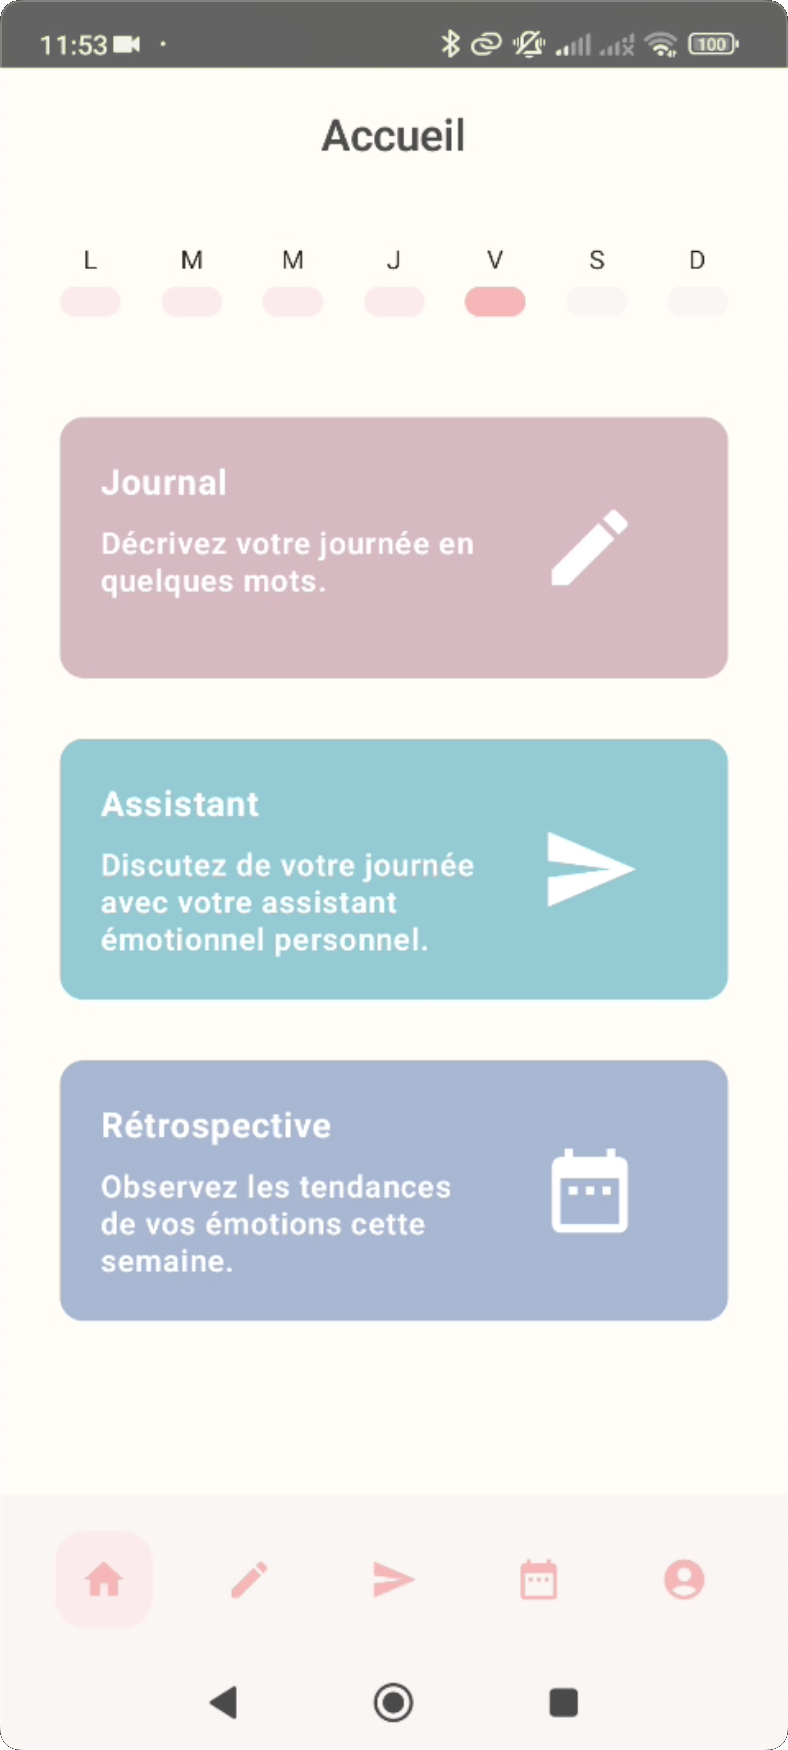 11:53
100
Accueil
L M M J V S D
Journal
Décrivez votre journée en
quelques mots.
Assistant
Discutez de votre journée
avec votre assistant
émotionnel personnel.
Rétrospective
Observez les tendances
de vos émotions cette
semaine.